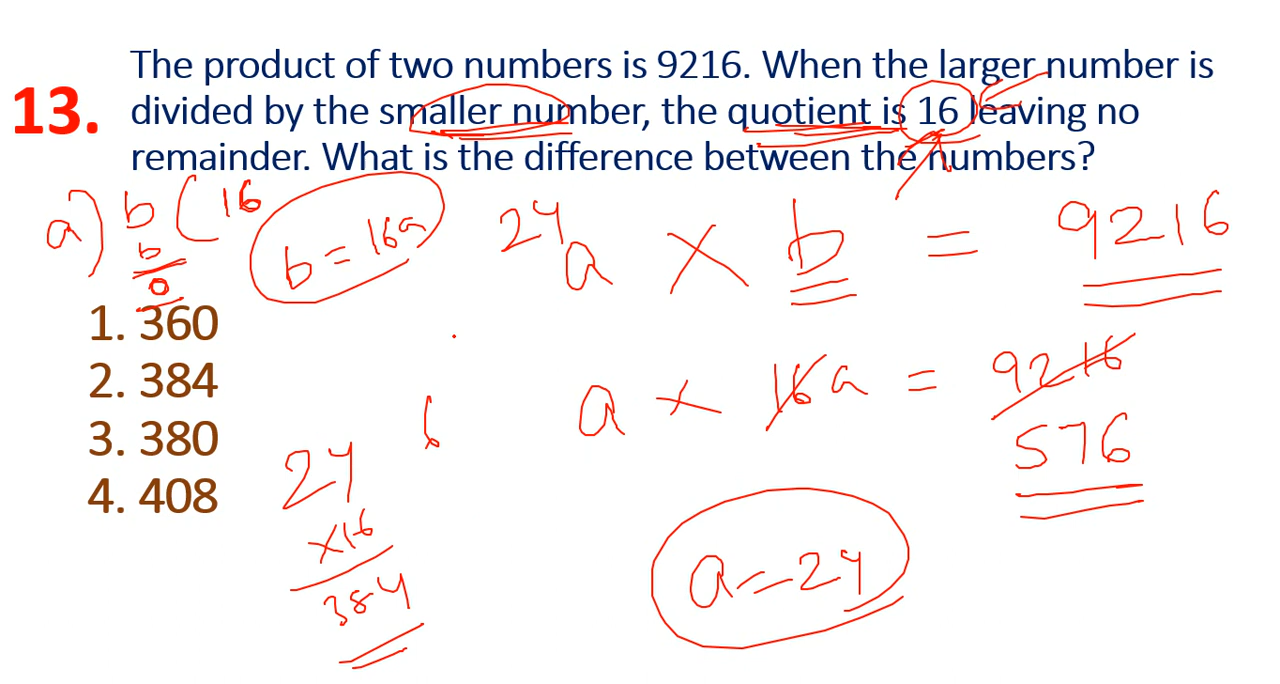 13. The product of two numbers is 9216. When the larger number is
divided by the smaller number, the quotient is 16 leaving no
remainder. What is the difference between the numbers?
a) b ( 16
b
0
b = 16a
24
a × b = 9216
1. 360
2. 384
3. 380
4. 408
a × 16a = 9216
576
24
×16
384
a = 24